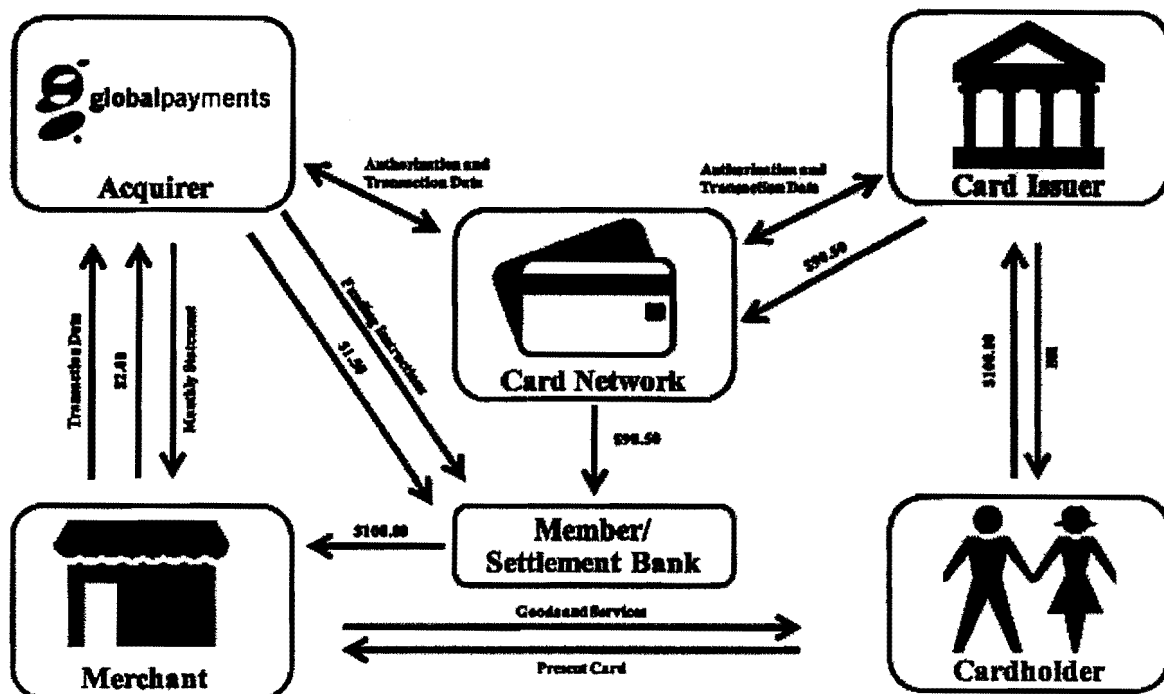 globalpayments
Acquirer
Card Issuer
Authorization and
Transaction Data
Authorization and
Transaction Data
Card Network
$98.50
Funding Instructions
$1.50
$98.50
Transaction Data
$2.00
Monthly Statement
$100.00
Bill
Member/
Settlement Bank
$100.00
Goods and Services
Present Card
Merchant
Cardholder